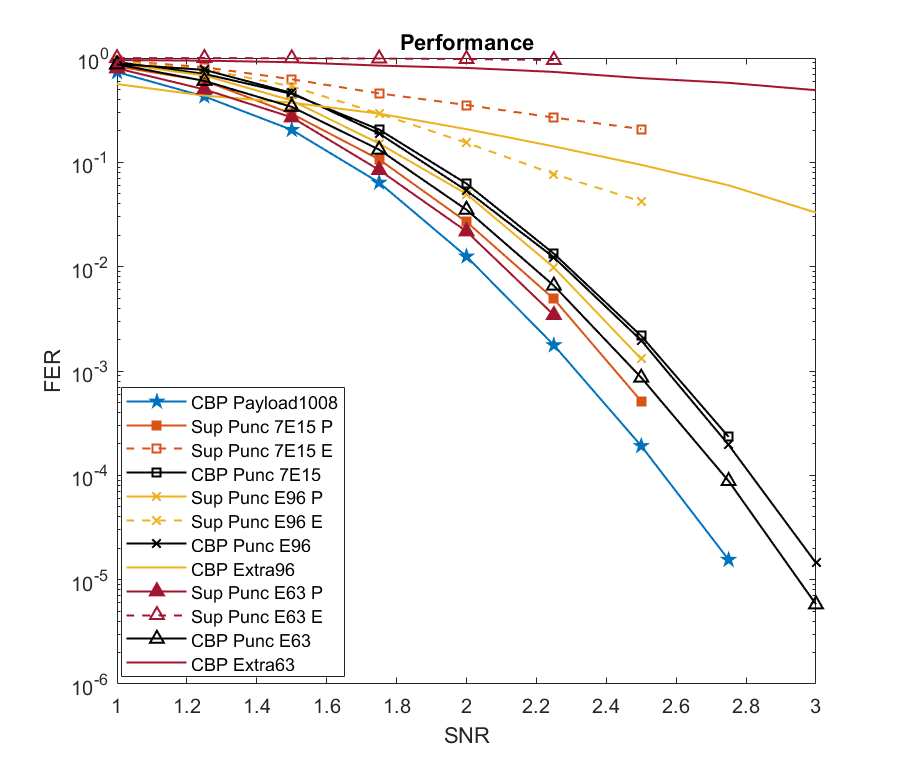 Performance
10^0
10^-1
10^-2
10^-3
10^-4
10^-5
10^-6
FER
CBP Payload1008
Sup Punc 7E15 P
Sup Punc 7E15 E
CBP Punc 7E15
Sup Punc E96 P
Sup Punc E96 E
CBP Punc E96
CBP Extra96
Sup Punc E63 P
Sup Punc E63 E
CBP Punc E63
CBP Extra63
1 1.2 1.4 1.6 1.8 2 2.2 2.4 2.6 2.8 3
SNR